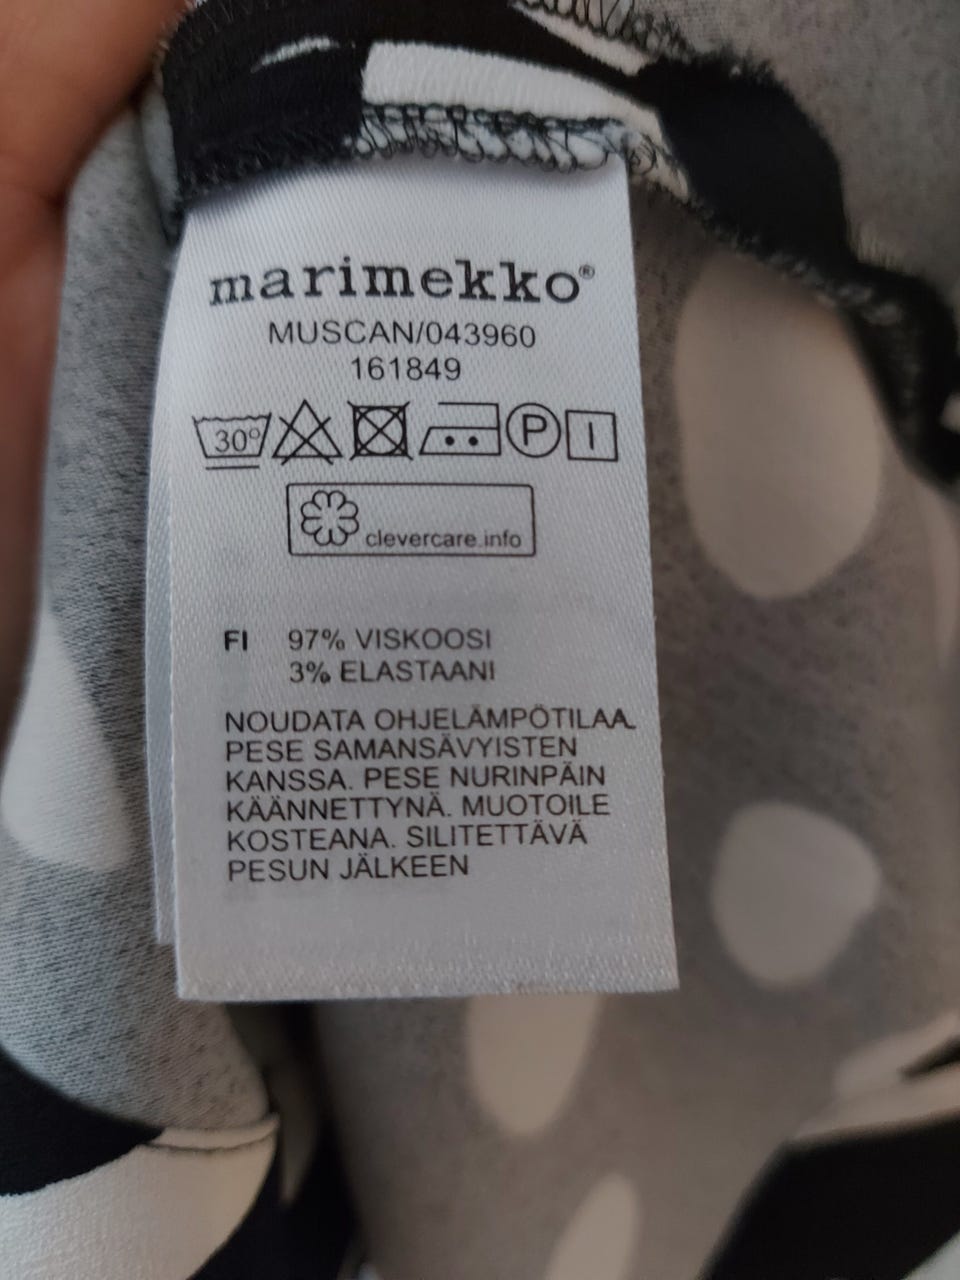 marimekko®
MUSCAN/043960
161849
30° P I
clevercare.info
FI 97% VISKOOSI
3% ELASTAANI
NOUDATA OHJELÄMPÖTILAA.
PESE SAMANSÄVYISTEN
KANSSA. PESE NURINPÄIN
KÄÄNNETTYNÄ. MUOTOILE
KOSTEANA. SILITETTÄVÄ
PESUN JÄLKEEN